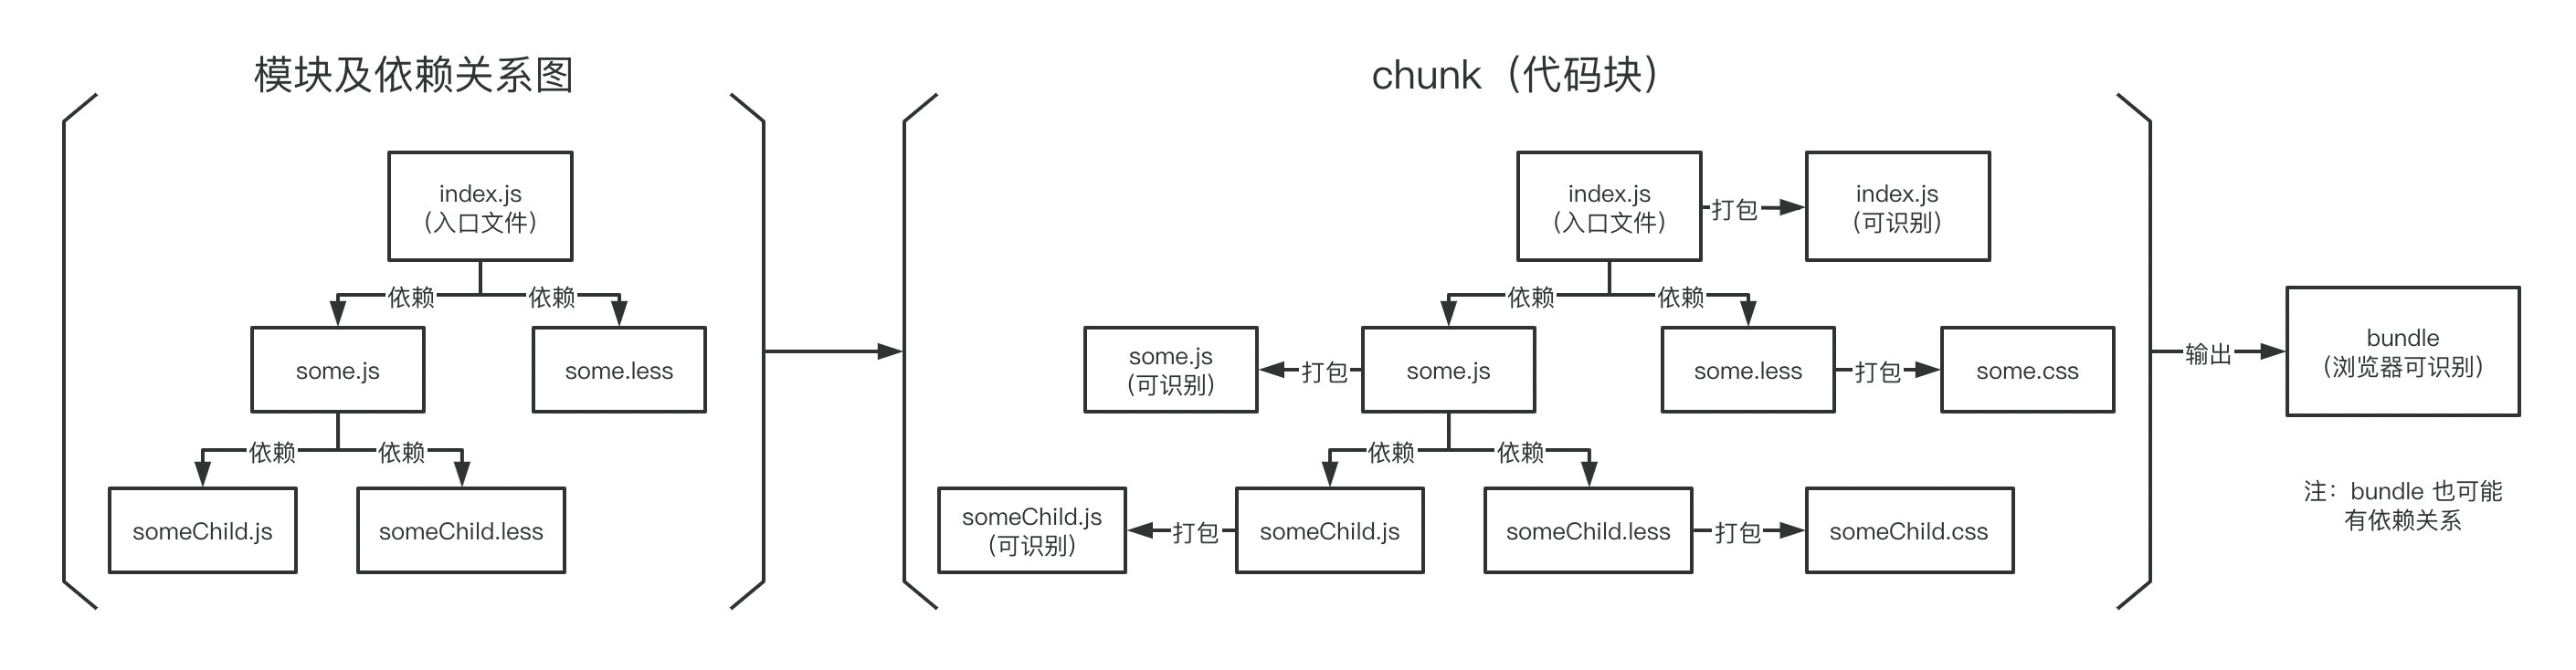 模块及依赖关系图
index.js
（入口文件）
依赖
依赖
some.js
some.less
依赖
依赖
someChild.js
someChild.less
chunk（代码块）
index.js
（入口文件）
打包
index.js
（可识别）
依赖
依赖
some.js
（可识别）
打包
some.js
some.less
打包
some.css
依赖
依赖
someChild.js
（可识别）
打包
someChild.js
someChild.less
打包
someChild.css
输出
bundle
（浏览器可识别）
注：bundle 也可能
有依赖关系